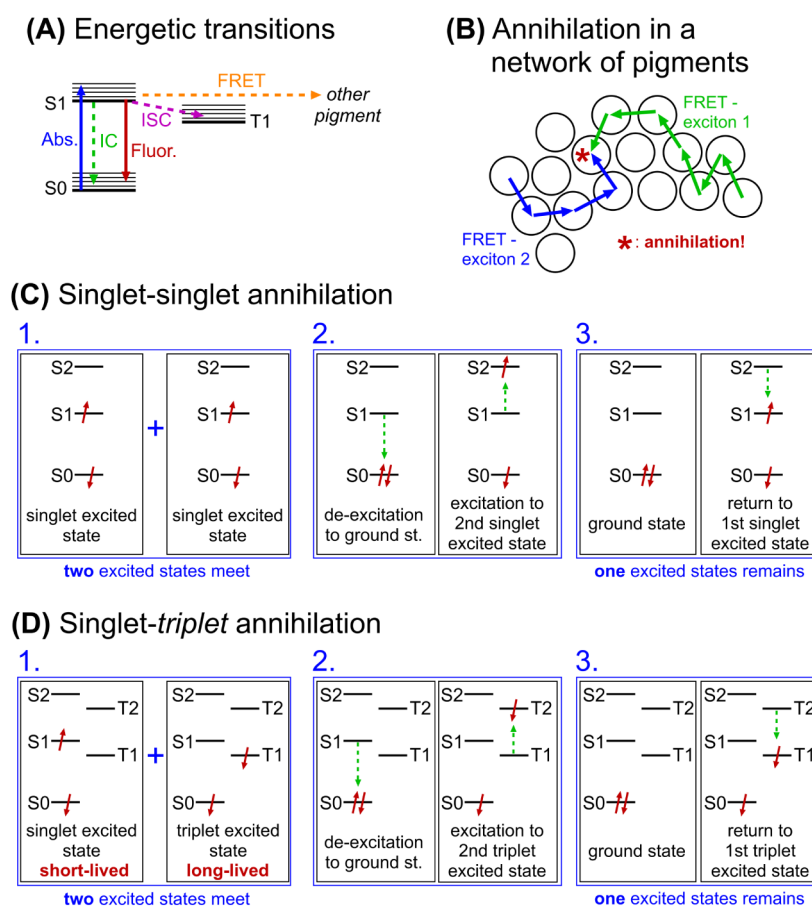 (A) Energetic transitions
FRET
S1
other
pigment
ISC
T1
Abs.
IC
Fluor.
S0
(B) Annihilation in a
network of pigments
FRET -
exciton 1
*
FRET -
exciton 2
*: annihilation!
(C) Singlet-singlet annihilation
1.
S2
S1
S0
singlet excited
state
+
S2
S1
S0
singlet excited
state
two excited states meet
2.
S2
S1
S0
de-excitation
to ground st.
S2
S1
S0
excitation to
2nd singlet
excited state
3.
S2
S1
S0
ground state
S2
S1
S0
return to
1st singlet
excited state
one excited states remains
(D) Singlet-triplet annihilation
1.
S2
T2
S1
T1
S0
singlet excited
state
short-lived
+
S2
T2
S1
T1
S0
triplet excited
state
long-lived
two excited states meet
2.
S2
T2
S1
T1
S0
de-excitation
to ground st.
S2
T2
S1
T1
S0
excitation to
2nd triplet
excited state
3.
S2
T2
S1
T1
S0
ground state
S2
T2
S1
T1
S0
return to
1st triplet
excited state
one excited states remains